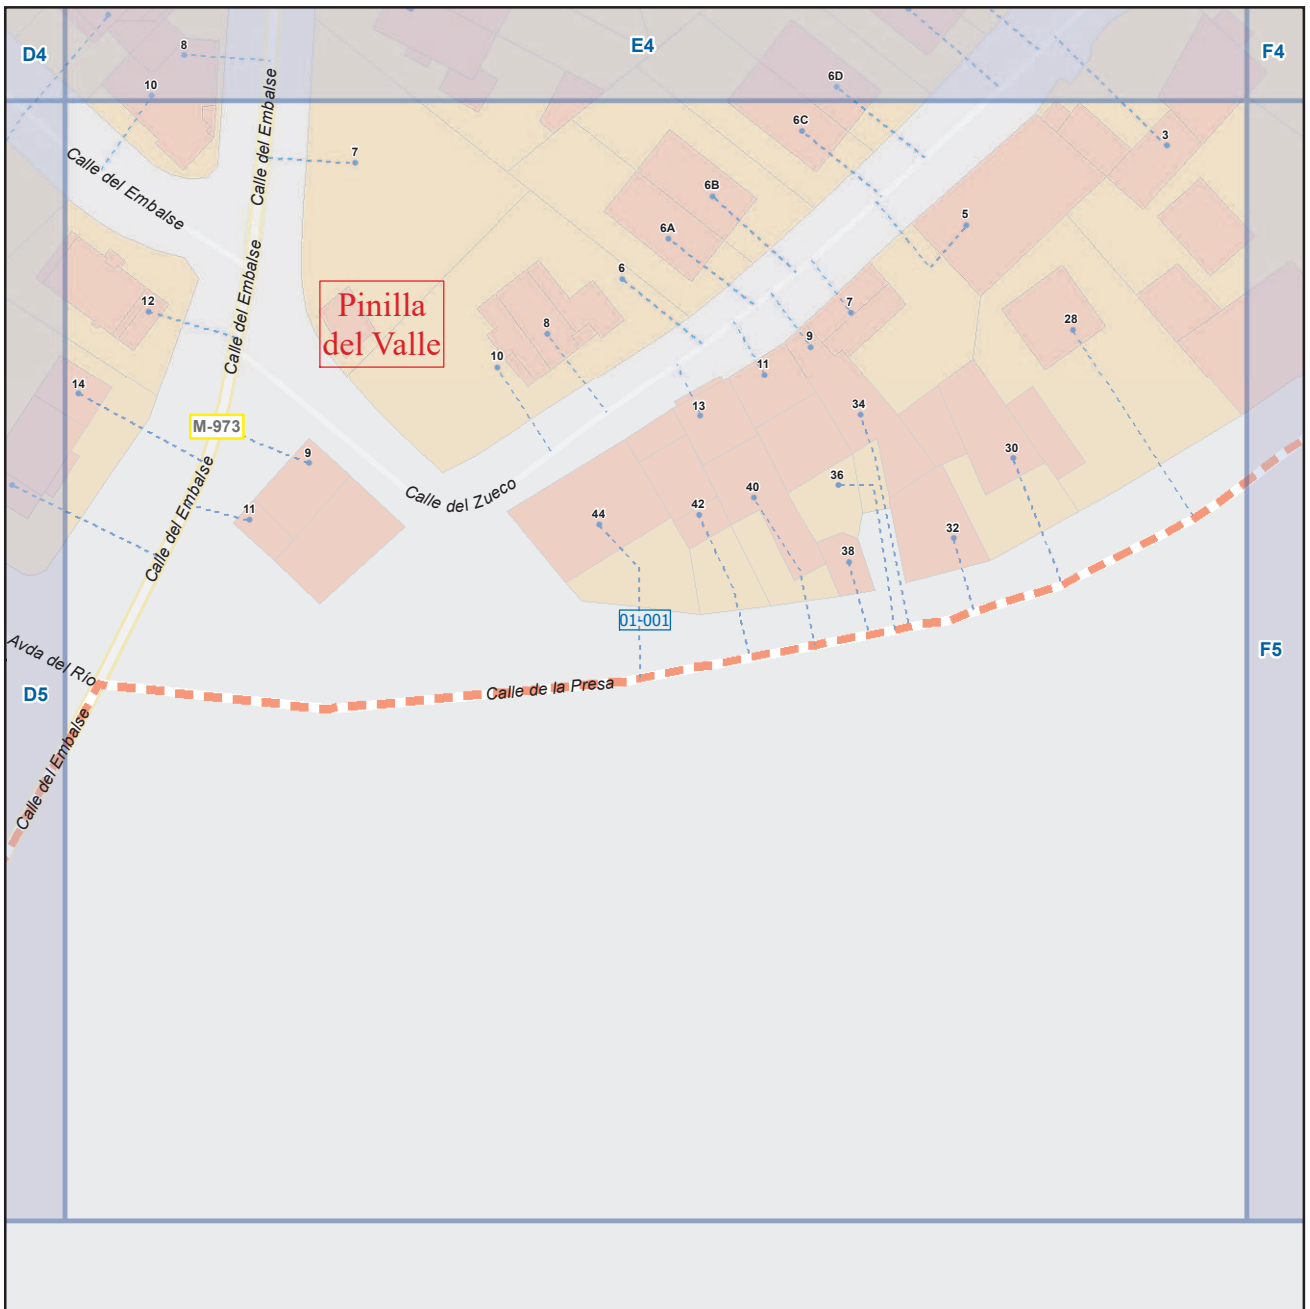 D4
E4
F4
8
10
6D
6C
3
Calle del Embalse
Calle del Embalse
7
6B
5
6A
6
Calle del Embalse
12
Pinilla
del Valle
8
7
28
10
9
11
14
13
34
M-973
9
30
36
Calle del Zueco
40
42
44
11
32
38
Calle del Embalse
01-001
Avda del Río
F5
D5
Calle de la Presa
Calle del Embalse